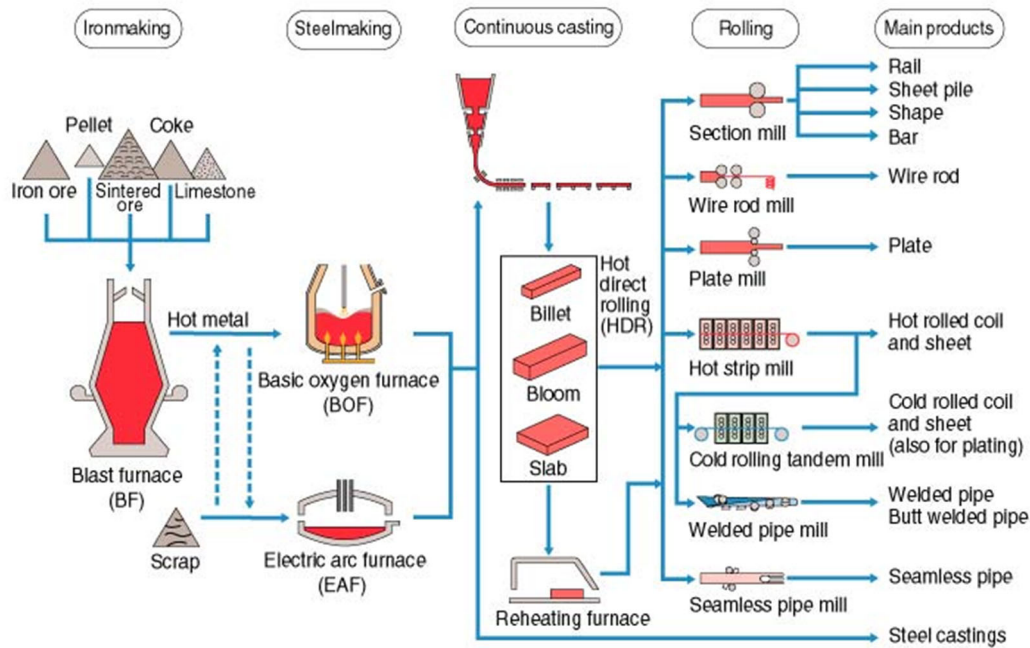 Ironmaking
Steelmaking
Continuous casting
Rolling
Main products
Pellet
Coke
Iron ore
Sintered
ore
Limestone
Hot metal
Blast furnace
(BF)
Scrap
Basic oxygen furnace
(BOF)
Electric arc furnace
(EAF)
Hot
direct
rolling
(HDR)
Billet
Bloom
Slab
Reheating furnace
Section mill
Wire rod mill
Plate mill
Hot strip mill
Cold rolling tandem mill
Welded pipe mill
Seamless pipe mill
Rail
Sheet pile
Shape
Bar
Wire rod
Plate
Hot rolled coil
and sheet
Cold rolled coil
and sheet
(also for plating)
Welded pipe
Butt welded pipe
Seamless pipe
Steel castings